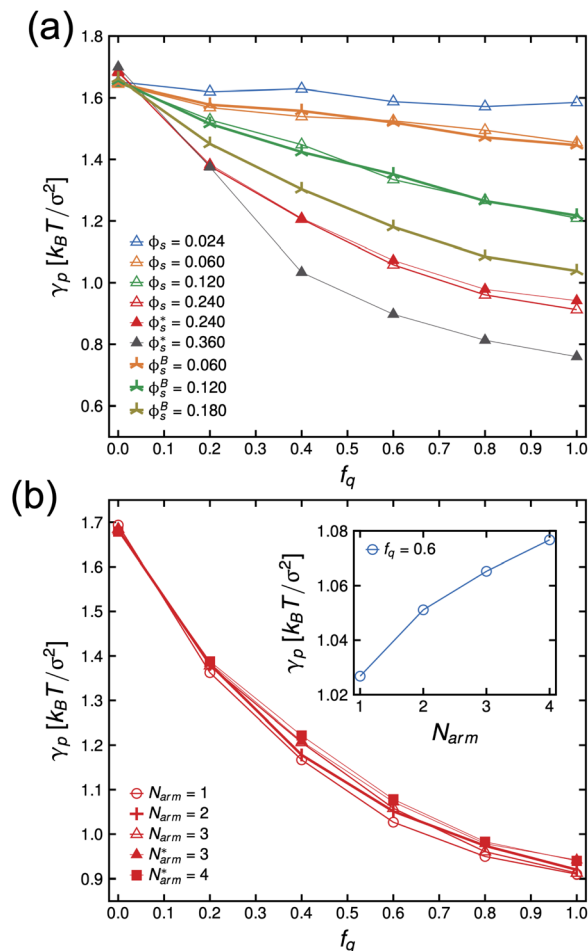 (a)
1.8
1.6
1.4
1.2
1.0
0.8
0.6
γp [kBT/σ²]
ϕs = 0.024
ϕs = 0.060
ϕs = 0.120
ϕs = 0.240
ϕs* = 0.240
ϕs* = 0.360
ϕsB = 0.060
ϕsB = 0.120
ϕsB = 0.180
0.0 0.1 0.2 0.3 0.4 0.5 0.6 0.7 0.8 0.9 1.0
fq
(b)
1.7
1.6
1.5
1.4
1.3
1.2
1.1
1.0
0.9
γp [kBT/σ²]
1.08
1.06
1.04
1.02
γp [kBT/σ²]
fq = 0.6
1 2 3 4
Narm
Narm = 1
Narm = 2
Narm = 3
N*arm = 3
N*arm = 4
0.0 0.1 0.2 0.3 0.4 0.5 0.6 0.7 0.8 0.9 1.0
fq